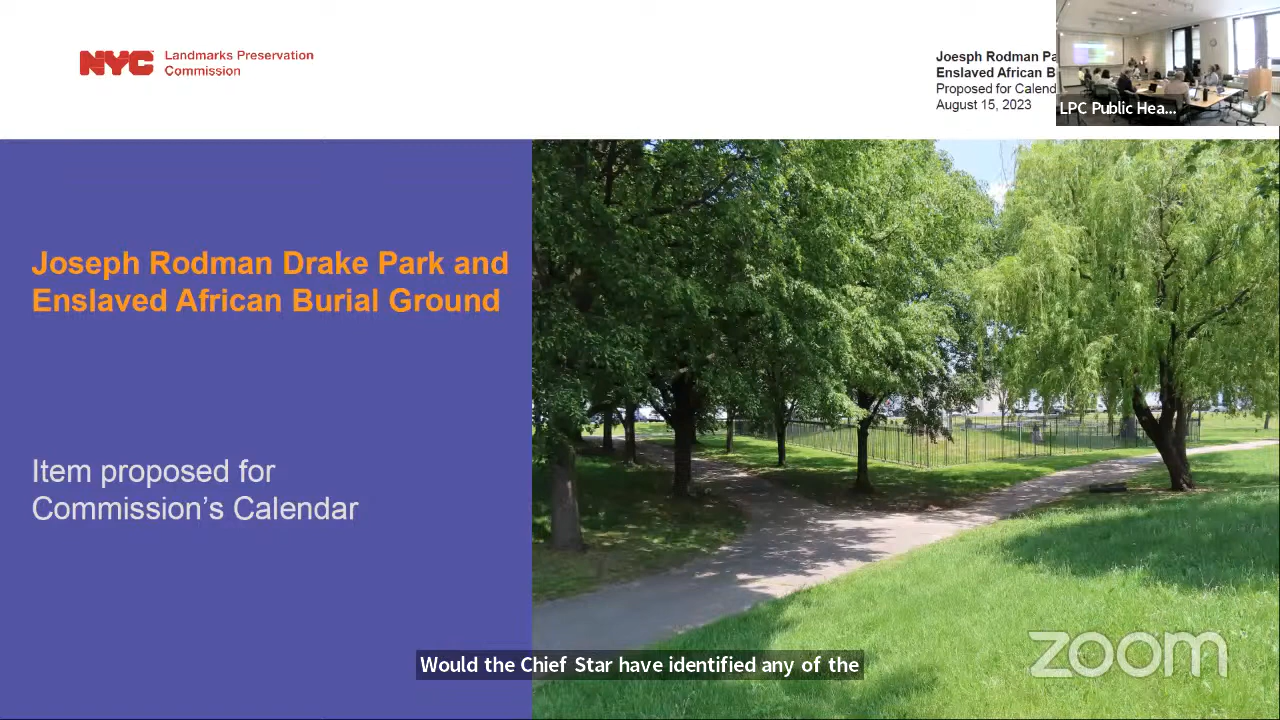 NYC
Landmarks Preservation
Commission
Joesph Rodman
Enslaved African
Proposed for
August 15, 2023
LPC Public Hea...
Joseph Rodman Drake Park and
Enslaved African Burial Ground
Item proposed for
Commission's Calendar
Would the Chief Star have identified any of the
zoom